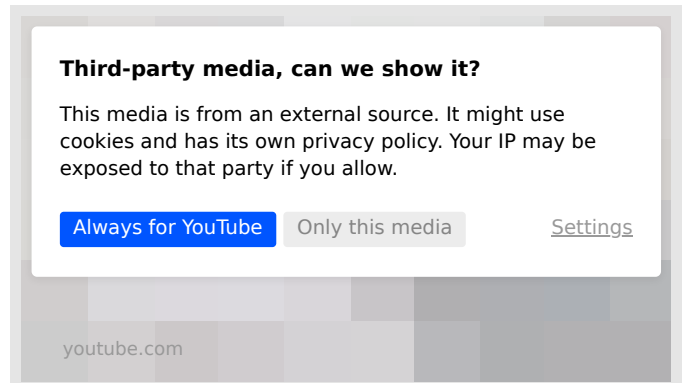 Third-party media, can we show it?
This media is from an external source. It might use
cookies and has its own privacy policy. Your IP may be
exposed to that party if you allow.
Always for YouTube
Only this media
Settings
youtube.com